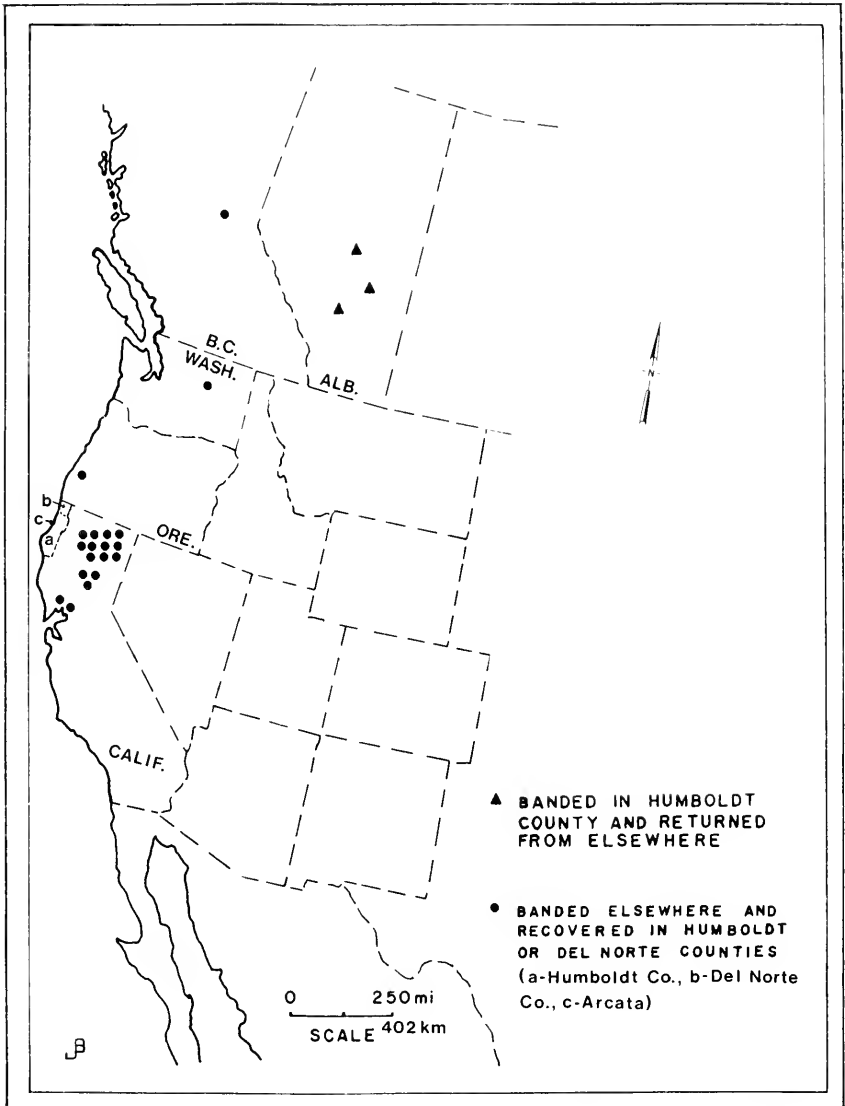 B.C.
WASH.
ALB.
N
b
c
a
ORE.
CALIF.
▲ BANDED IN HUMBOLDT
COUNTY AND RETURNED
FROM ELSEWHERE
● BANDED ELSEWHERE AND
RECOVERED IN HUMBOLDT
OR DEL NORTE COUNTIES
(a-Humboldt Co., b-Del Norte
Co., c-Arcata)
0 250 mi
SCALE 402 km
JB